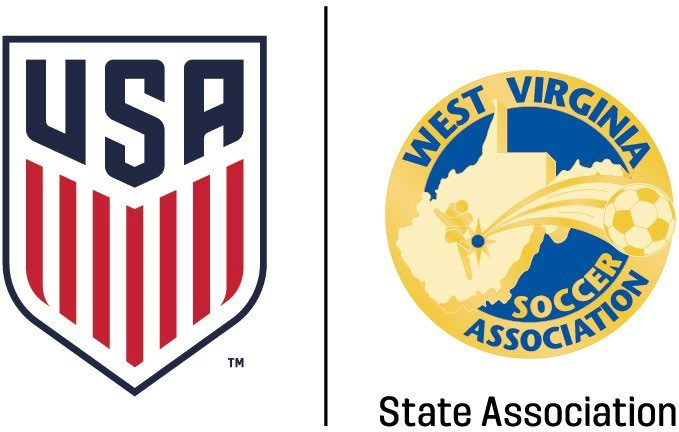 USA
TM
WEST VIRGINIA
SOCCER
ASSOCIATION
State Association